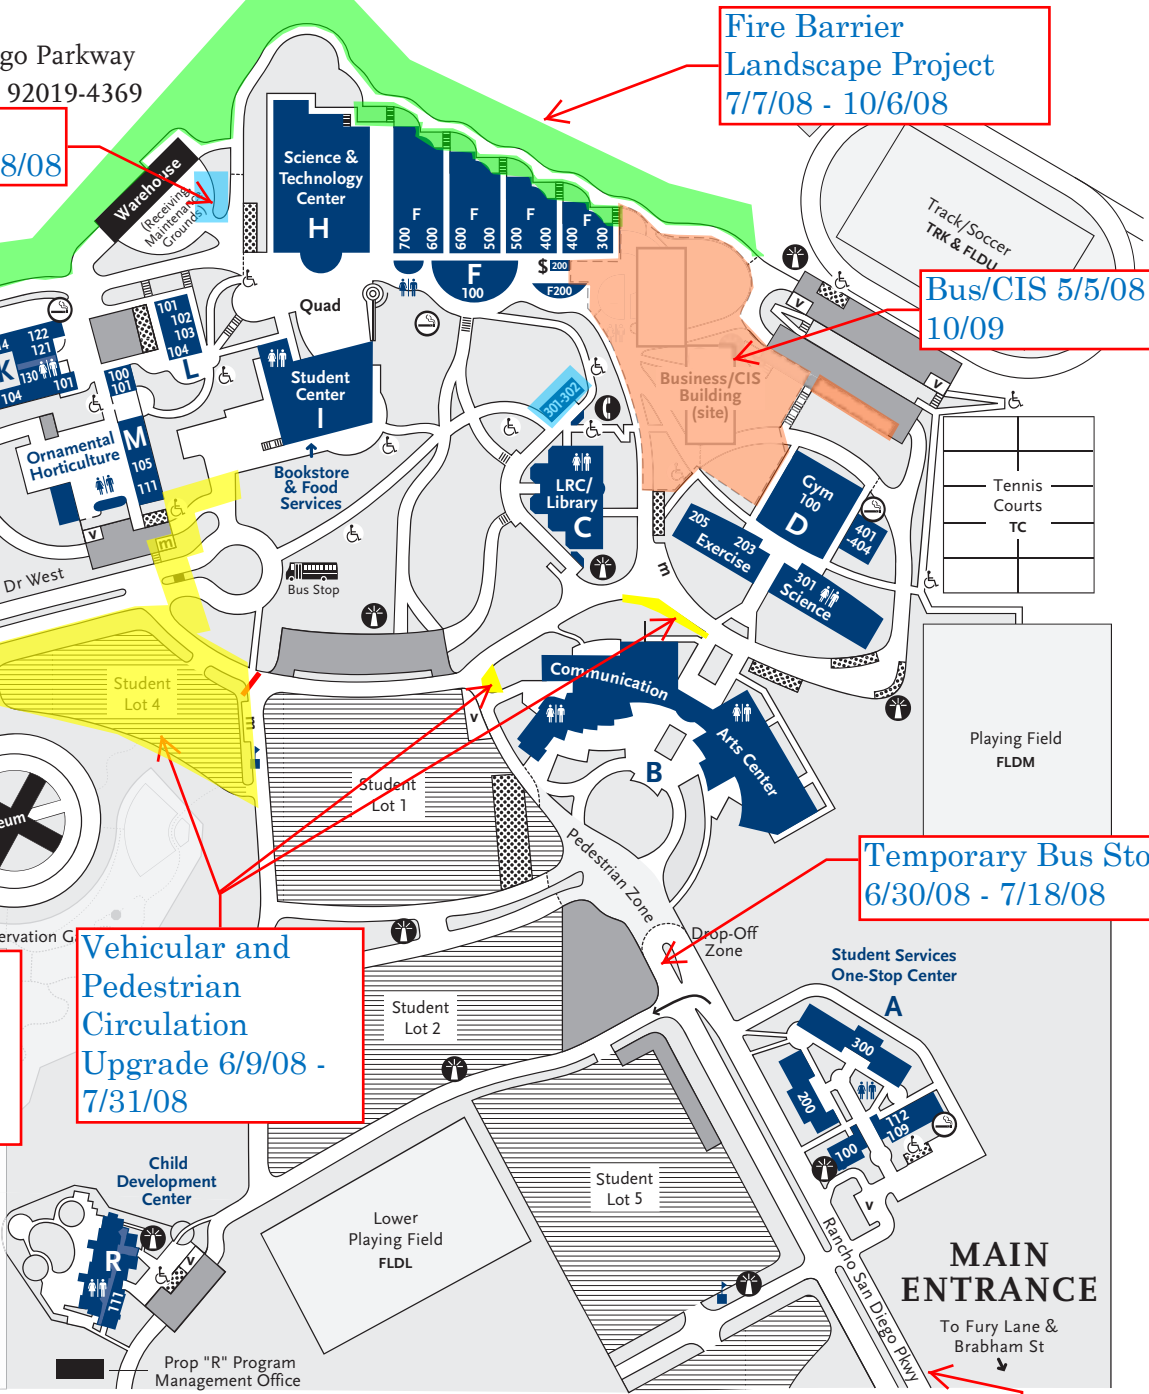 go Parkway
92019-4369
8/08
Fire Barrier
Landscape Project
7/7/08 - 10/6/08
Warehouse
(Receiving,
Maintenance
Grounds)
Science &
Technology
Center
H
F
F
F
F
700
600
600
500
500
400
400
300
F
100
$
200
F200
Track/Soccer
TRK & FLDU
Bus/CIS 5/5/08
10/09
v
v
Quad
101
102
103
104
L
122
121
130
101
104
K
100
101
M
105
111
Ornamental
Horticulture
v
Student
Center
I
Bookstore
& Food
Services
301-302
Business/CIS
Building
(site)
LRC/
Library
C
Gym
100
D
401
-404
205
203
Exercise
301
Science
Tennis
Courts
TC
m
m
Dr West
Bus Stop
Student
Lot 4
m
v
Communication
Arts Center
B
Playing Field
FLDM
eum
Student
Lot 1
Pedestrian Zone
Temporary Bus Sto
6/30/08 - 7/18/08
Drop-Off
Zone
ervation Ga
Vehicular and
Pedestrian
Circulation
Upgrade 6/9/08 -
7/31/08
Student
Lot 2
Student Services
One-Stop Center
A
300
200
112
109
100
v
Child
Development
Center
R
111
v
Lower
Playing Field
FLDL
Student
Lot 5
Rancho San Diego Pkwy
MAIN
ENTRANCE
To Fury Lane &
Brabham St
Prop "R" Program
Management Office